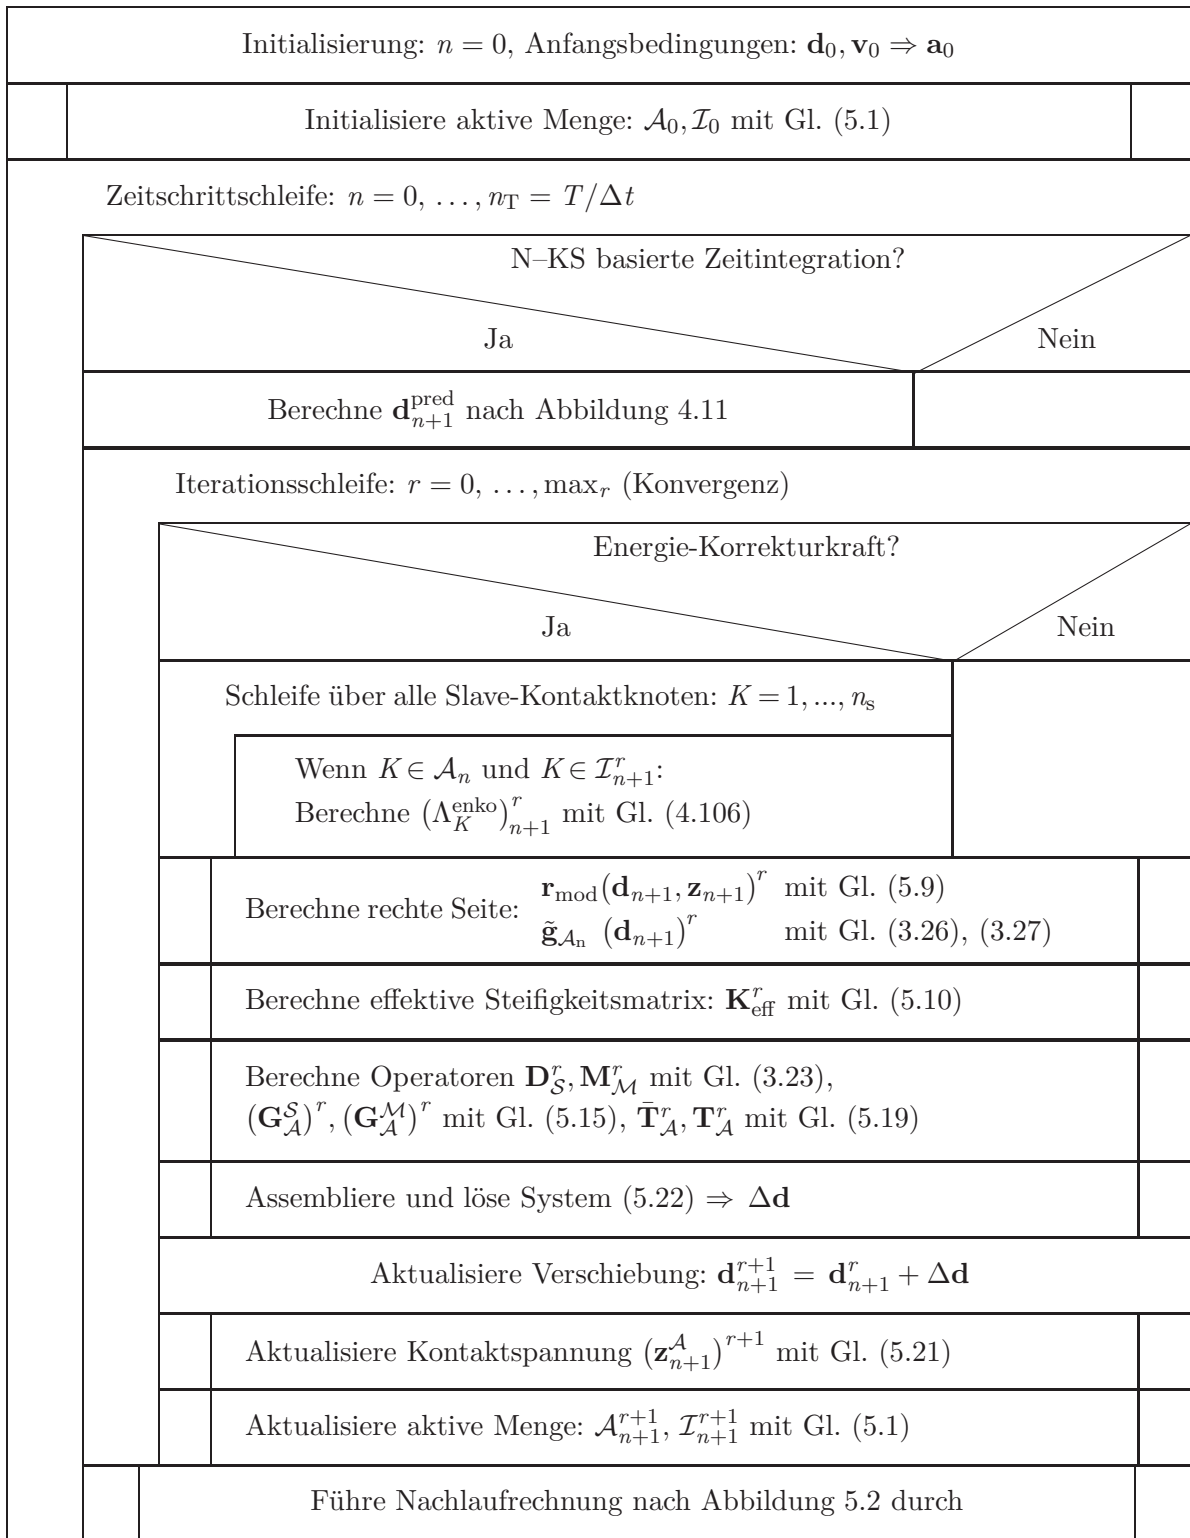 Initialisierung: n = 0, Anfangsbedingungen: d₀, v₀ ⇒ a₀
Initialisiere aktive Menge: 𝒜₀, ℐ₀ mit Gl. (5.1)
Zeitschrittschleife: n = 0, …, n_T = T/Δt
N–KS basierte Zeitintegration?
Ja
Nein
Berechne d_{n+1}^{pred} nach Abbildung 4.11
Iterationsschleife: r = 0, …, max_r (Konvergenz)
Energie-Korrekturkraft?
Ja
Nein
Schleife über alle Slave-Kontaktknoten: K = 1, ..., n_s
Wenn K ∈ 𝒜_n und K ∈ ℐ_{n+1}^r:
Berechne (Λ_K^{enko})_{n+1}^r mit Gl. (4.106)
Berechne rechte Seite: r_{mod}(d_{n+1}, z_{n+1})^r mit Gl. (5.9)
g̃_{𝒜_n} (d_{n+1})^r mit Gl. (3.26), (3.27)
Berechne effektive Steifigkeitsmatrix: K_{eff}^r mit Gl. (5.10)
Berechne Operatoren D_𝒮^r, M_ℳ^r mit Gl. (3.23),
(G_𝒜^𝒮)^r, (G_𝒜^ℳ)^r mit Gl. (5.15), T̄_𝒜^r, T_𝒜^r mit Gl. (5.19)
Assembliere und löse System (5.22) ⇒ Δd
Aktualisiere Verschiebung: d_{n+1}^{r+1} = d_{n+1}^r + Δd
Aktualisiere Kontaktspannung (z_{n+1}^𝒜)^{r+1} mit Gl. (5.21)
Aktualisiere aktive Menge: 𝒜_{n+1}^{r+1}, ℐ_{n+1}^{r+1} mit Gl. (5.1)
Führe Nachlaufrechnung nach Abbildung 5.2 durch